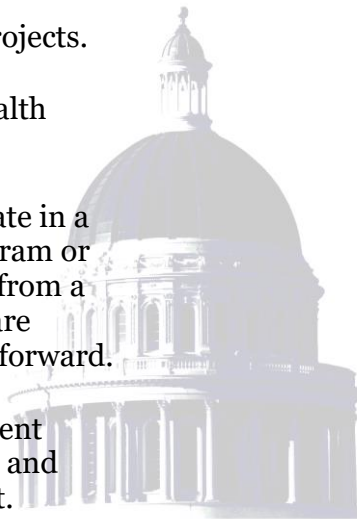 rojects.
alth
ate in a
ram or
from a
are
forward.
ent
and
t.